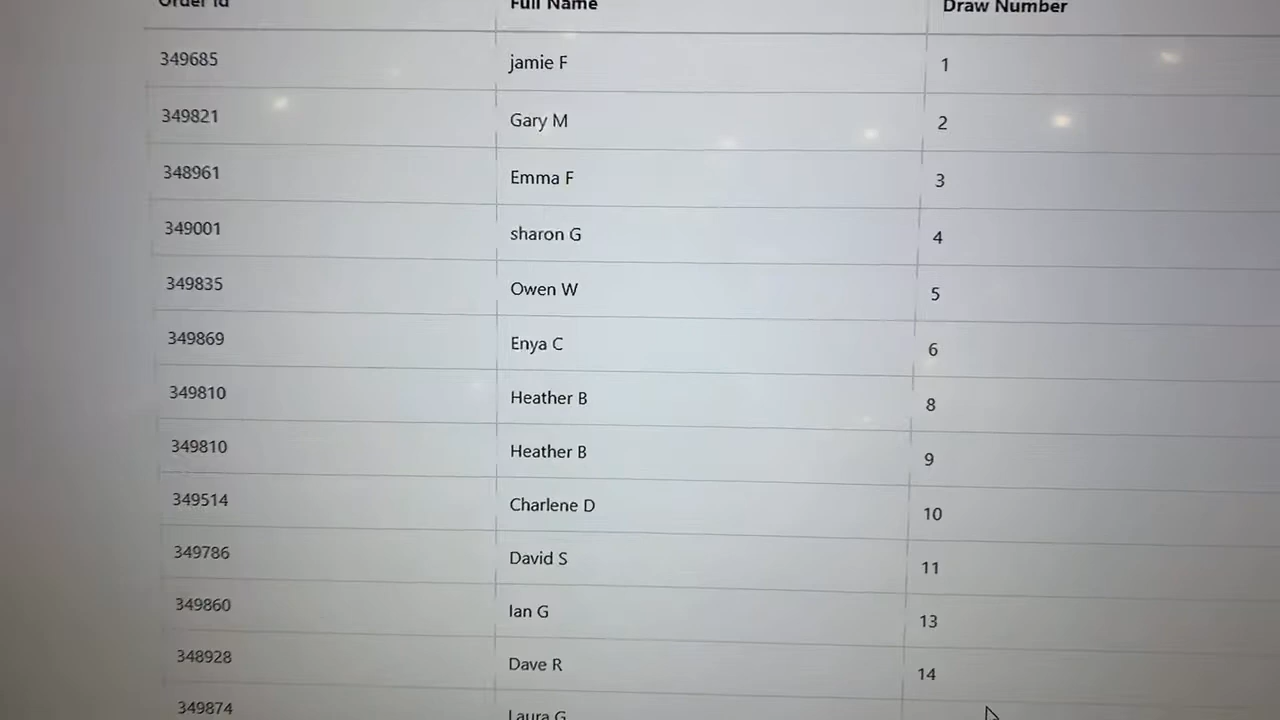 Order Id Full Name Draw Number
349685 jamie F 1
349821 Gary M 2
348961 Emma F 3
349001 sharon G 4
349835 Owen W 5
349869 Enya C 6
349810 Heather B 8
349810 Heather B 9
349514 Charlene D 10
349786 David S 11
349860 Ian G 13
348928 Dave R 14
349874 Laura G